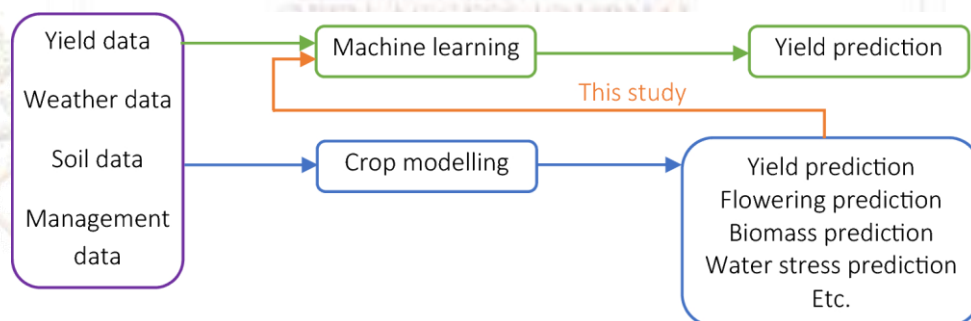 Yield data
Weather data
Soil data
Management
data
Machine learning
Yield prediction
This study
Crop modelling
Yield prediction
Flowering prediction
Biomass prediction
Water stress prediction
Etc.